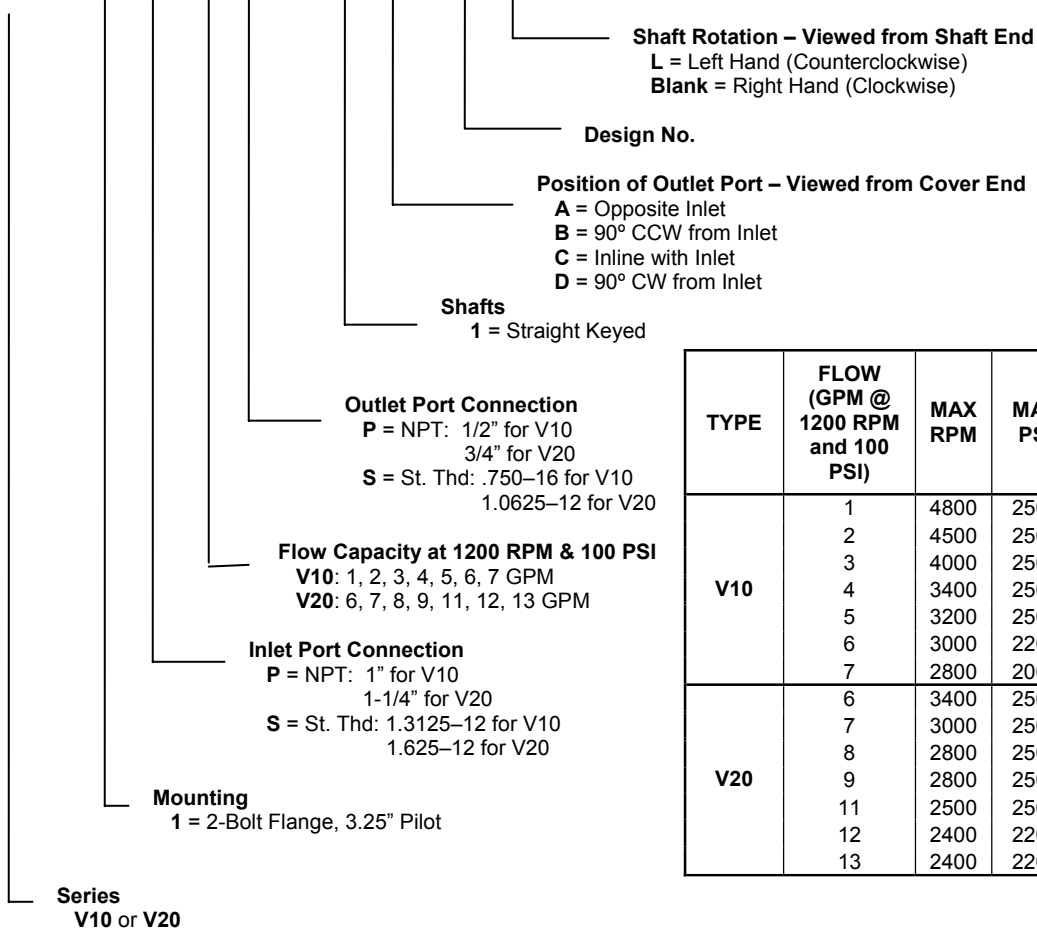 Shaft Rotation – Viewed from Shaft End
L = Left Hand (Counterclockwise)
Blank = Right Hand (Clockwise)
Design No.
Position of Outlet Port – Viewed from Cover End
A = Opposite Inlet
B = 90º CCW from Inlet
C = Inline with Inlet
D = 90º CW from Inlet
Shafts
1 = Straight Keyed
Outlet Port Connection
P = NPT: 1/2” for V10
3/4” for V20
S = St. Thd: .750–16 for V10
1.0625–12 for V20
Flow Capacity at 1200 RPM & 100 PSI
V10: 1, 2, 3, 4, 5, 6, 7 GPM
V20: 6, 7, 8, 9, 11, 12, 13 GPM
Inlet Port Connection
P = NPT: 1” for V10
1-1/4” for V20
S = St. Thd: 1.3125–12 for V10
1.625–12 for V20
Mounting
1 = 2-Bolt Flange, 3.25” Pilot
Series
V10 or V20
TYPE
FLOW
(GPM @
1200 RPM
and 100
PSI)
MAX
RPM
V10
1 4800
2 4500
3 4000
4 3400
5 3200
6 3000
7 2800
V20
6 3400
7 3000
8 2800
9 2800
11 2500
12 2400
13 2400